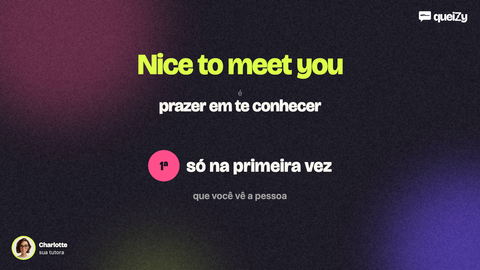 queiZy
Nice to meet you
é
prazer em te conhecer
1ª
só na primeira vez
que você vê a pessoa
Charlotte
sua tutora